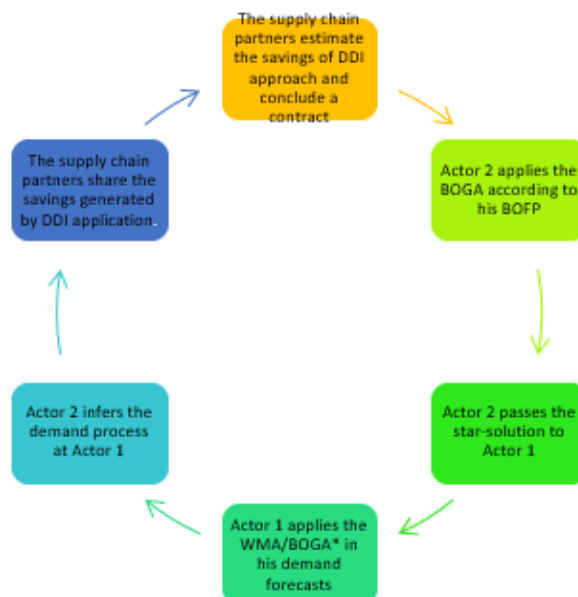 The supply chain
partners estimate
the savings of DDI
approach and
conclude a
contract
Actor 2 applies the
BOGA according to
his BOFP
Actor 2 passes the
star-solution to
Actor 1
Actor 1 applies the
WMA/BOGA* in
his demand
forecasts
Actor 2 infers the
demand process
at Actor 1
The supply chain
partners share the
savings generated
by DDI application.